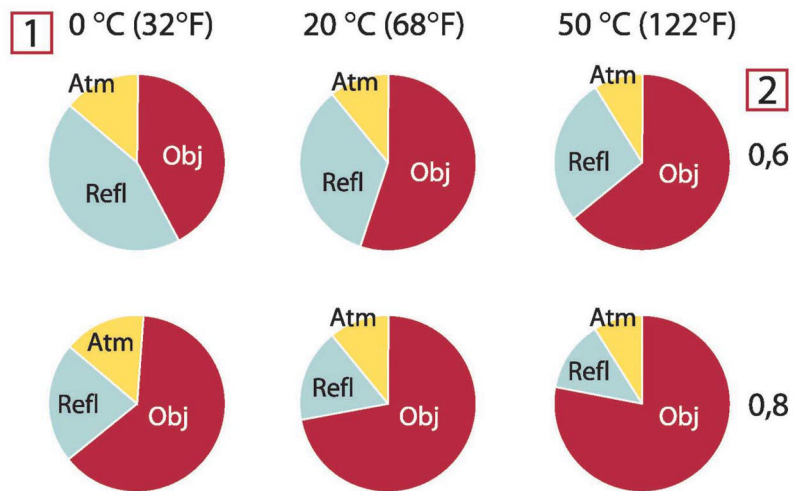 1 0 °C (32°F) 20 °C (68°F) 50 °C (122°F)
2
Atm Obj Refl
Atm Obj Refl
Atm Obj Refl
0,6
Atm Refl Obj
Atm Refl Obj
Atm Refl Obj
0,8